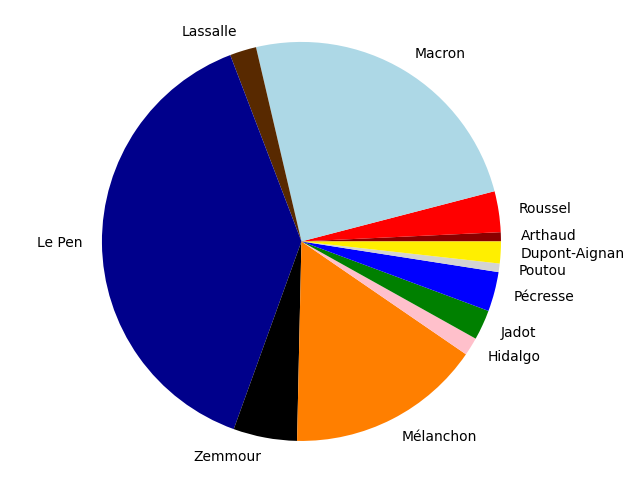 Lassalle
Macron
Roussel
Arthaud
Le Pen
Dupont-Aignan
Poutou
Pécresse
Jadot
Hidalgo
Mélanchon
Zemmour